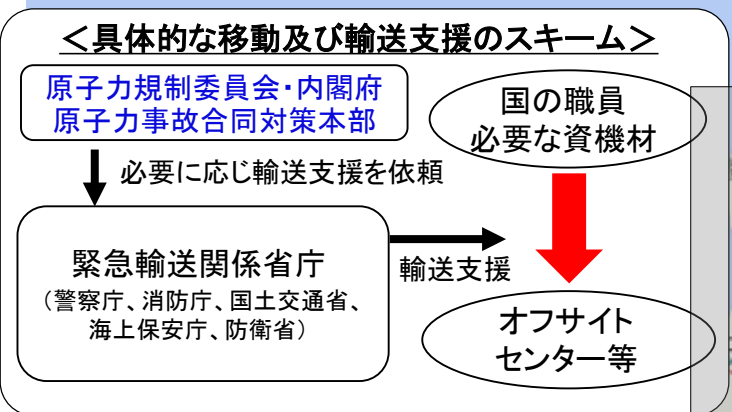 ＜具体的な移動及び輸送支援のスキーム＞
原子力規制委員会・内閣府
原子力事故合同対策本部
国の職員
必要な資機材
必要に応じ輸送支援を依頼
緊急輸送関係省庁
（警察庁、消防庁、国土交通省、
海上保安庁、防衛省）
輸送支援
オフサイト
センター等